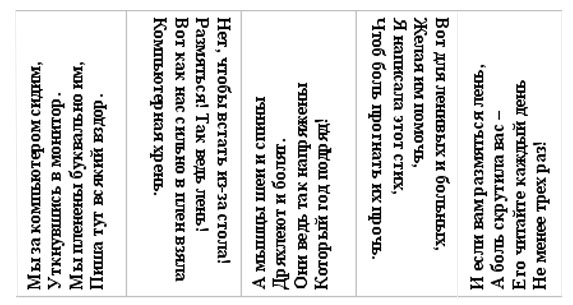 Мы за компьютером сидим,
Уткнувшись в монитор.
Мы пленены буквально им,
Пиша тут всякий вздор.
Нет, чтобы встать из-за стола!
Размяться! Так ведь лень!
Вот как нас сильно в плен взяла
Компьютерная хрень.
А мышцы шеи и спины
Дряхлеют и болят.
Они ведь так напряжены
Который год подряд!
Вот для ленивых и больных,
Желая им помочь,
Я написала этот стих,
Чтоб боль прогнать их прочь.
И если вам размяться лень,
А боль скрутила вас –
Его читайте каждый день
Не менее трех раз!